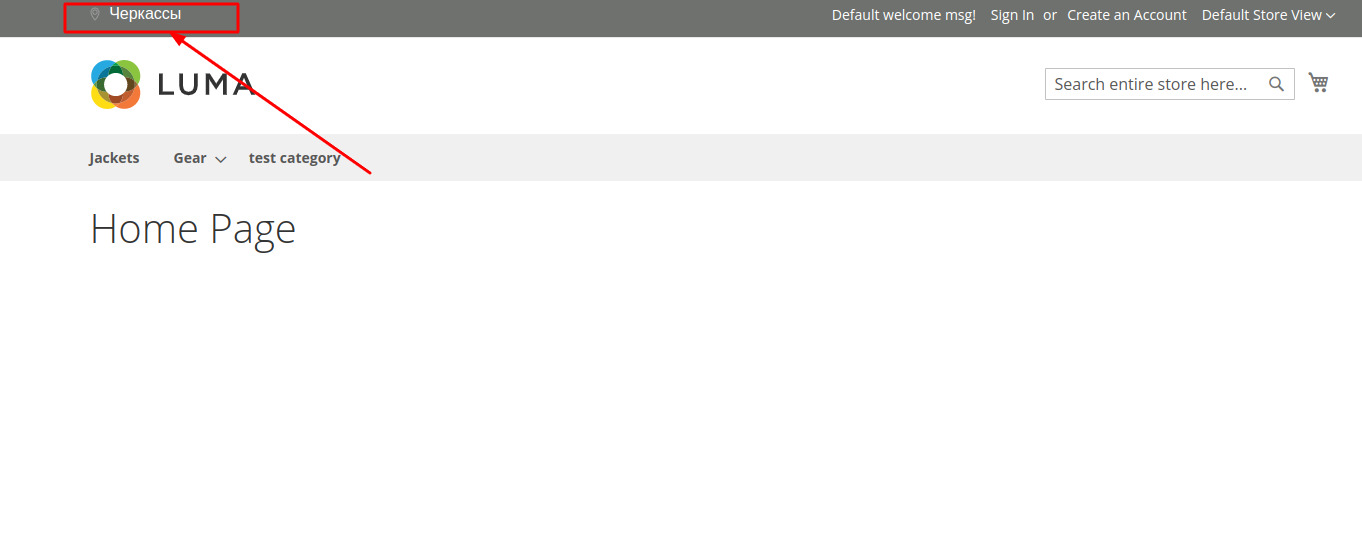 Черкассы
Default welcome msg! Sign In or Create an Account Default Store View
LUMA
Search entire store here...
Jackets Gear test category
Home Page